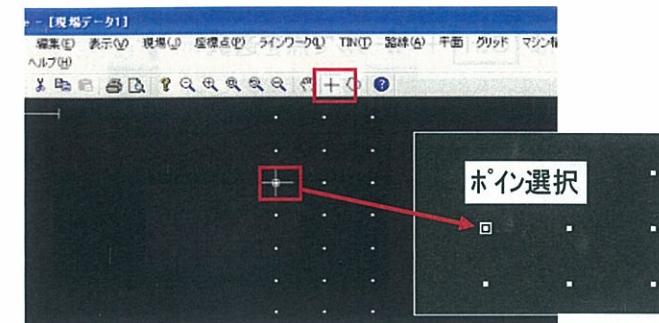 e - [現場データ1]
編集(E) 表示(V) 現場(J) 座標点(P) ラインワーク(L) TIN(T) 路線(A) 平面 グリッド マシン
ヘルプ(H)
ポイン選択